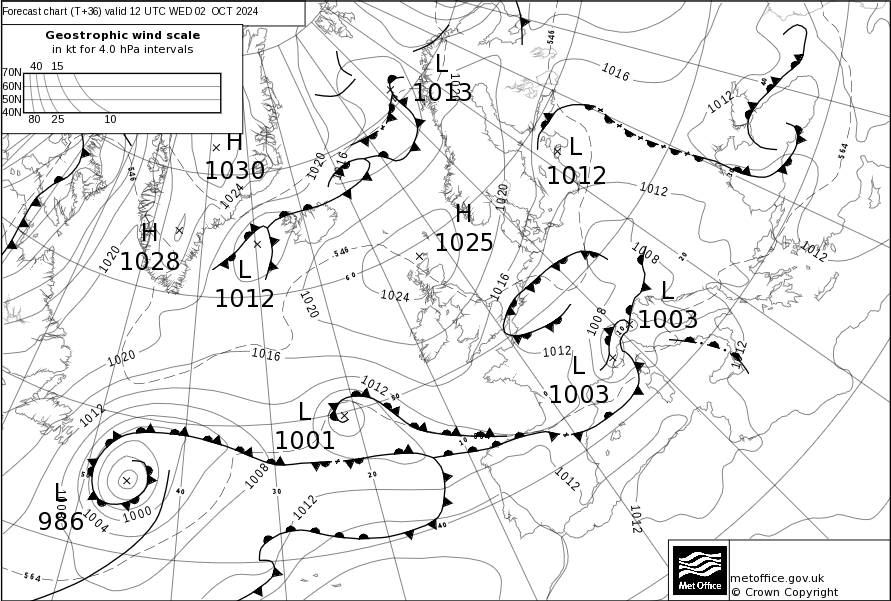 Forecast chart (T+36) valid 12 UTC WED 02 OCT 2024
Geostrophic wind scale
in kt for 4.0 hPa intervals
40 15
70N
60N
50N
40N
80 25 10
546
1016
L
1013
1012
40
H
1030
1020
1016
L
1012
564
546
1024
1020
1012
H
1028
H
1025
1008
20
1012
1020
546
60
L
1012
1024
1016
1020
L
1003
1008
1012
1012
1020
1016
L
1003
1012
50
1012
L
1001
10
1008
20
1012
L
986
40
30
1004
1000
1012
1012
40
564
metoffice.gov.uk
© Crown Copyright
Met Office